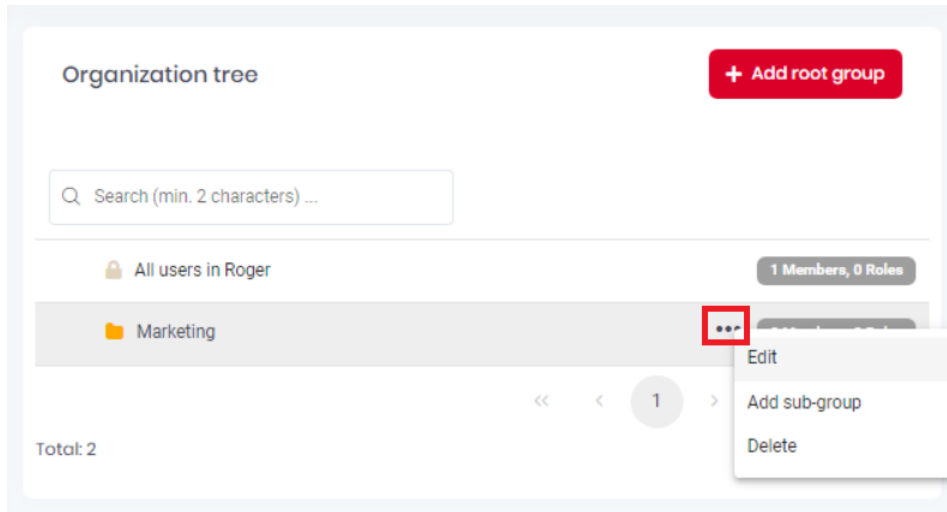 Organization tree
+ Add root group
Search (min. 2 characters) ...
All users in Roger
1 Members, 0 Roles
Marketing
•••
Edit
<< < 1 >
Add sub-group
Total: 2
Delete